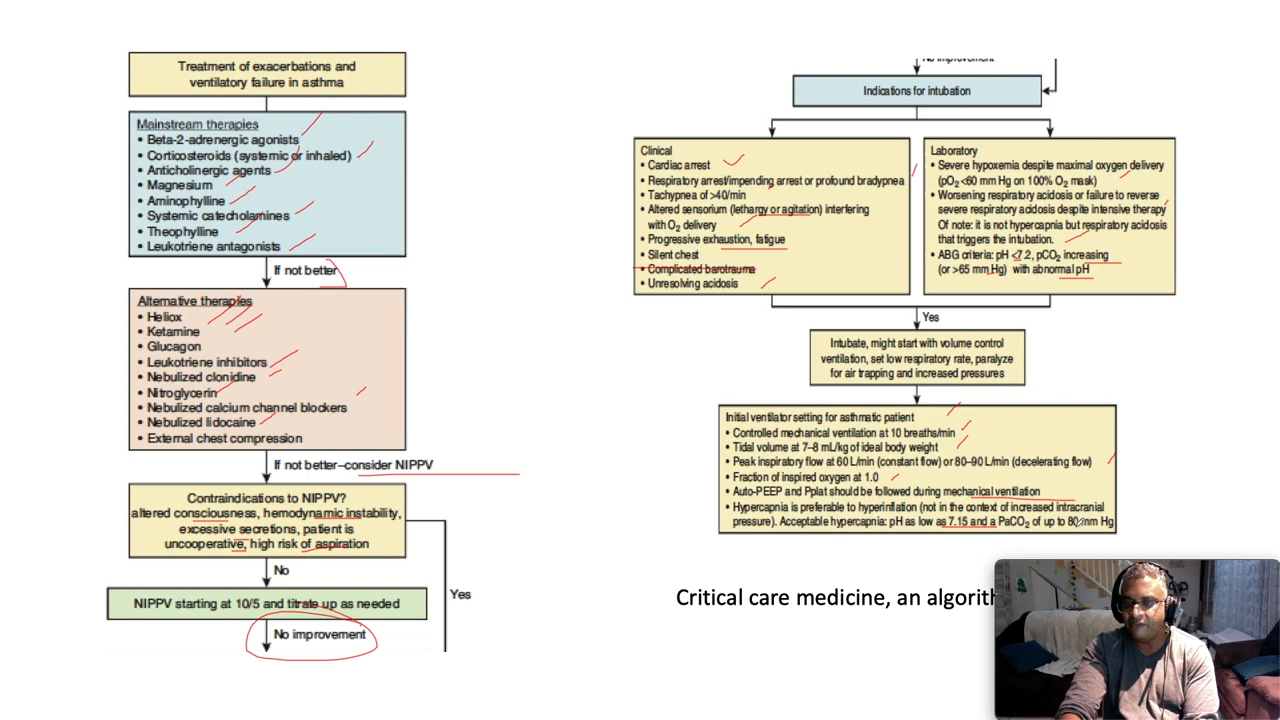 Treatment of exacerbations and
ventilatory failure in asthma
Mainstream therapies
• Beta-2-adrenergic agonists
• Corticosteroids (systemic or inhaled)
• Anticholinergic agents
• Magnesium
• Aminophylline
• Systemic catecholamines
• Theophylline
• Leukotriene antagonists
If not better
Alternative therapies
• Heliox
• Ketamine
• Glucagon
• Leukotriene inhibitors
• Nebulized clonidine
• Nitroglycerin
• Nebulized calcium channel blockers
• Nebulized lidocaine
• External chest compression
If not better–consider NIPPV
Contraindications to NIPPV?
altered consciousness, hemodynamic instability,
excessive secretions, patient is
uncooperative, high risk of aspiration
No
Yes
NIPPV starting at 10/5 and titrate up as needed
No improvement
No improvement
Indications for intubation
Clinical
• Cardiac arrest
• Respiratory arrest/impending arrest or profound bradypnea
• Tachypnea of >40/min
• Altered sensorium (lethargy or agitation) interfering
with O2 delivery
• Progressive exhaustion, fatigue
• Silent chest
• Complicated barotrauma
• Unresolving acidosis
Laboratory
• Severe hypoxemia despite maximal oxygen delivery
(pO2 <60 mm Hg on 100% O2 mask)
• Worsening respiratory acidosis or failure to reverse
severe respiratory acidosis despite intensive therapy
Of note: it is not hypercapnia but respiratory acidosis
that triggers the intubation.
• ABG criteria: pH <7.2, pCO2 increasing
(or >65 mm Hg) with abnormal pH
Yes
Intubate, might start with volume control
ventilation, set low respiratory rate, paralyze
for air trapping and increased pressures
Initial ventilator setting for asthmatic patient
• Controlled mechanical ventilation at 10 breaths/min
• Tidal volume at 7–8 mL/kg of ideal body weight
• Peak inspiratory flow at 60 L/min (constant flow) or 80–90 L/min (decelerating flow)
• Fraction of inspired oxygen at 1.0
• Auto-PEEP and Pplat should be followed during mechanical ventilation
• Hypercapnia is preferable to hyperinflation (not in the context of increased intracranial
pressure). Acceptable hypercapnia: pH as low as 7.15 and a PaCO2 of up to 80 mm Hg
Critical care medicine, an algorith